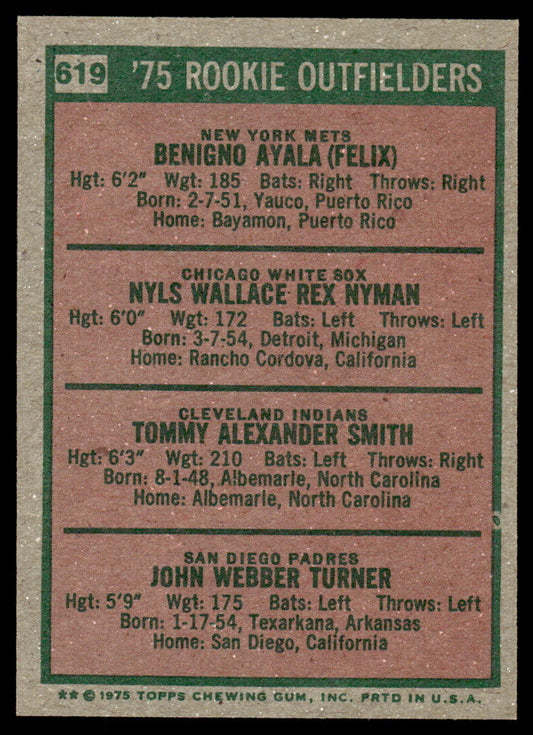 619 '75 ROOKIE OUTFIELDERS
NEW YORK METS
BENIGNO AYALA (FELIX)
Hgt: 6'2" Wgt: 185 Bats: Right Throws: Right
Born: 2-7-51, Yauco, Puerto Rico
Home: Bayamon, Puerto Rico
CHICAGO WHITE SOX
NYLS WALLACE REX NYMAN
Hgt: 6'0" Wgt: 172 Bats: Left Throws: Left
Born: 3-7-54, Detroit, Michigan
Home: Rancho Cordova, California
CLEVELAND INDIANS
TOMMY ALEXANDER SMITH
Hgt: 6'3" Wgt: 210 Bats: Left Throws: Right
Born: 8-1-48, Albemarle, North Carolina
Home: Albemarle, North Carolina
SAN DIEGO PADRES
JOHN WEBBER TURNER
Hgt: 5'9" Wgt: 175 Bats: Left Throws: Left
Born: 1-17-54, Texarkana, Arkansas
Home: San Diego, California
** © 1975 TOPPS CHEWING GUM, INC. PRTD IN U.S.A.